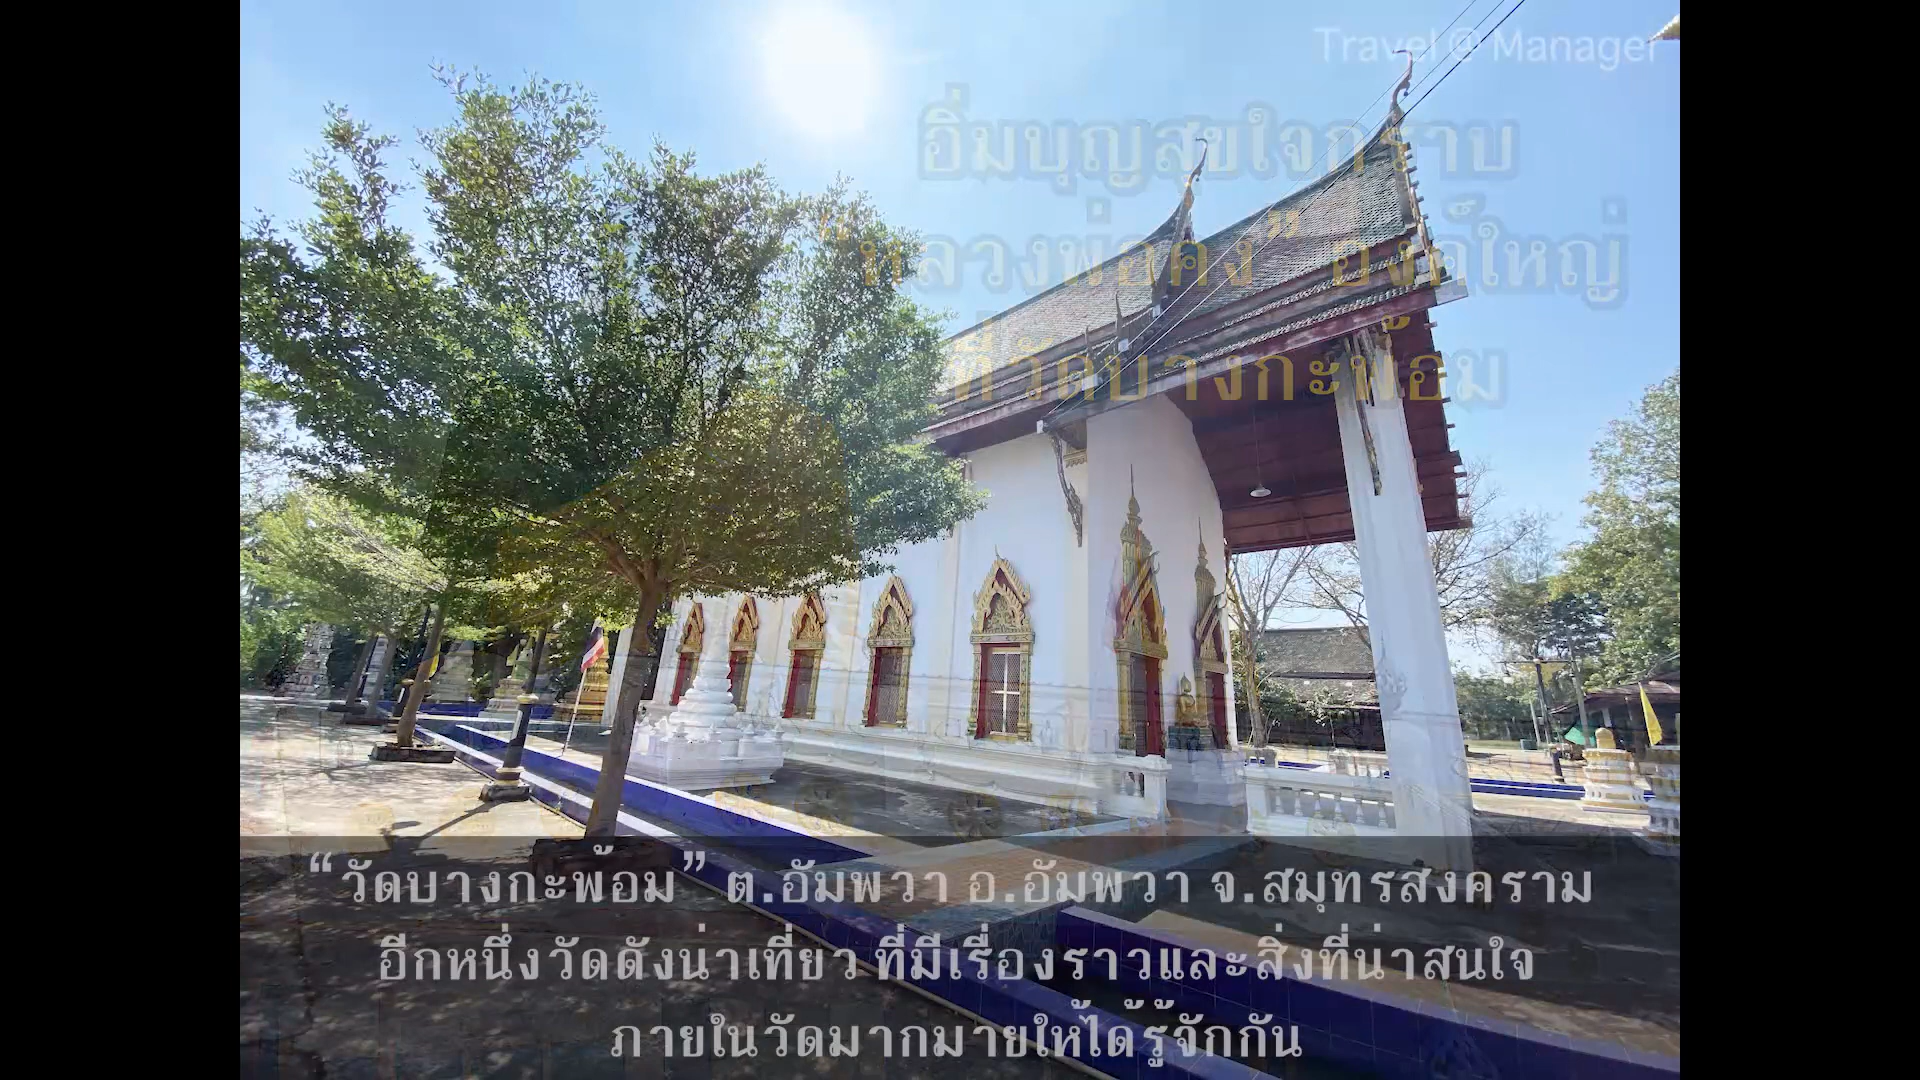 Travel @ Manager
อิ่มบุญสุขใจกราบ
“หลวงพ่อคง” องค์ใหญ่
ที่วัดบางกะพ้อม
“วัดบางกะพ้อม” ต.อัมพวา อ.อัมพวา จ.สมุทรสงคราม
อีกหนึ่งวัดดังน่าเที่ยว ที่มีเรื่องราวและสิ่งที่น่าสนใจ
ภายในวัดมากมายให้ได้รู้จักกัน